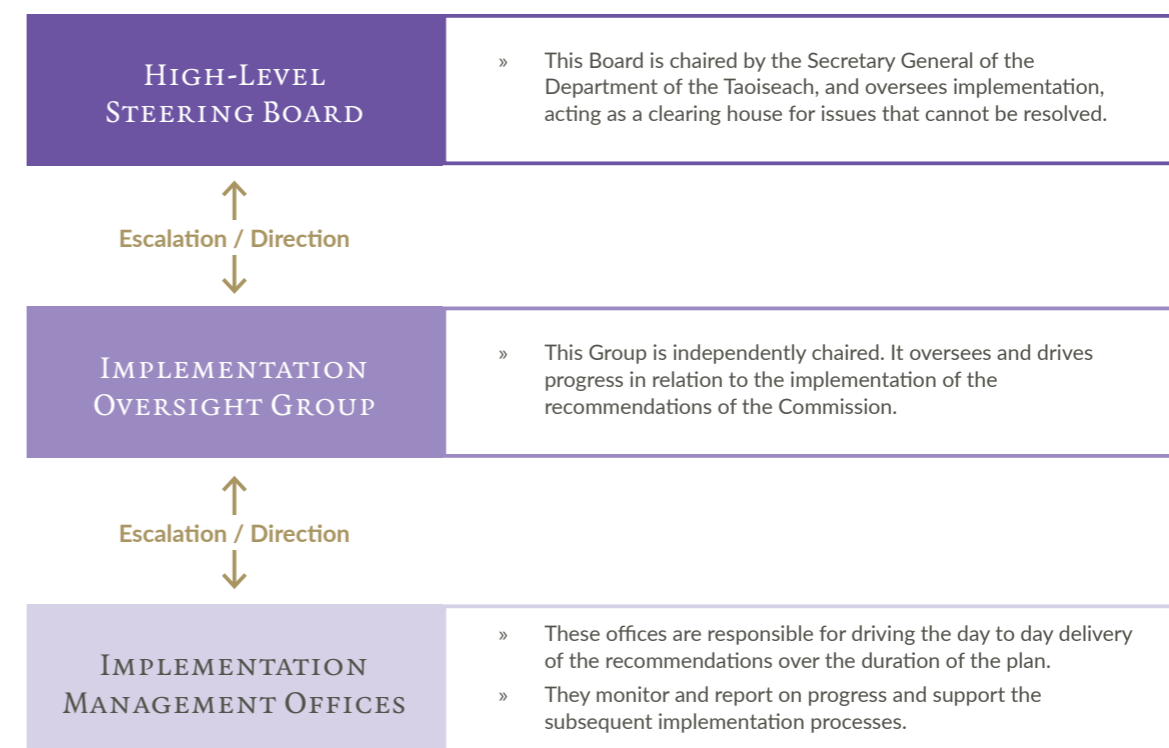 High-Level
Steering Board
» This Board is chaired by the Secretary General of the
Department of the Taoiseach, and oversees implementation,
acting as a clearing house for issues that cannot be resolved.
Escalation / Direction
Implementation
Oversight Group
» This Group is independently chaired. It oversees and drives
progress in relation to the implementation of the
recommendations of the Commission.
Escalation / Direction
Implementation
Management Offices
» These offices are responsible for driving the day to day delivery
of the recommendations over the duration of the plan.
» They monitor and report on progress and support the
subsequent implementation processes.